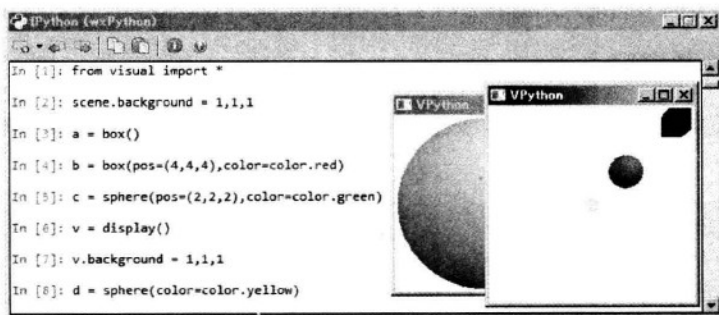 IPython (wxPython)
In [1]: from visual import *
In [2]: scene.background = 1,1,1
In [3]: a = box()
In [4]: b = box(pos=(4,4,4),color=color.red)
In [5]: c = sphere(pos=(2,2,2),color=color.green)
In [6]: v = display()
In [7]: v.background = 1,1,1
In [8]: d = sphere(color=color.yellow)
VPython
VPython